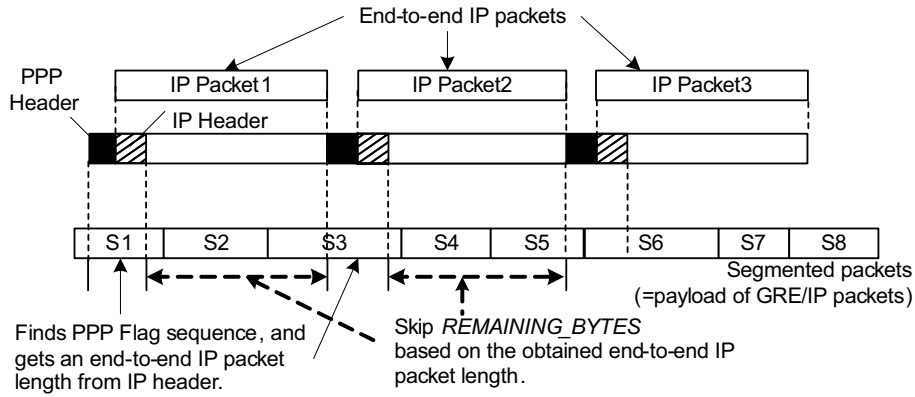 End-to-end IP packets
IP Packet1
IP Packet2
IP Packet3
PPP
Header
IP Header
S1
S2
S3
S4
S5
S6
S7
S8
Segmented packets
(=payload of GRE/IP packets)
Finds PPP Flag sequence, and
gets an end-to-end IP packet
length from IP header.
Skip REMAINING_BYTES
based on the obtained end-to-end IP
packet length.